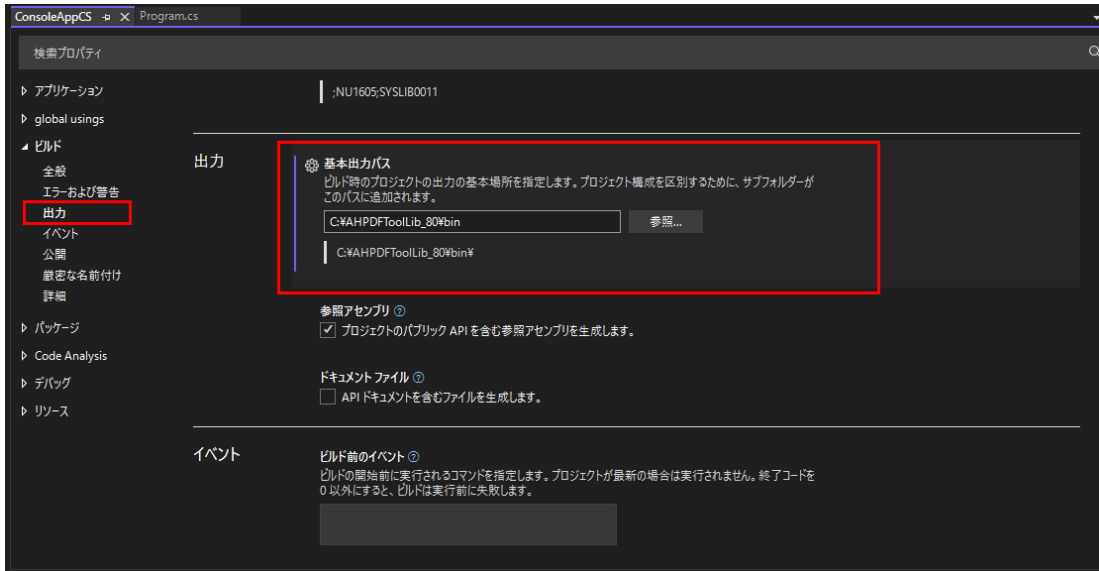 ConsoleAppCS
Program.cs
検索プロパティ
アプリケーション
global usings
ビルド
全般
エラーおよび警告
出力
イベント
公開
厳密な名前付け
詳細
パッケージ
Code Analysis
デバッグ
リソース
;NU1605;SYSLIB0011
出力
基本出力パス
ビルド時のプロジェクトの出力の基本場所を指定します。プロジェクト構成を区別するために、サブフォルダーが
このパスに追加されます。
C:¥AHPDFToolLib_80¥bin
参照...
C:¥AHPDFToolLib_80¥bin¥
参照アセンブリ
プロジェクトのパブリック API を含む参照アセンブリを生成します。
ドキュメント ファイル
API ドキュメントを含むファイルを生成します。
イベント
ビルド前のイベント
ビルドの開始前に実行されるコマンドを指定します。プロジェクトが最新の場合は実行されません。終了コードを
0 以外にすると、ビルドは実行前に失敗します。